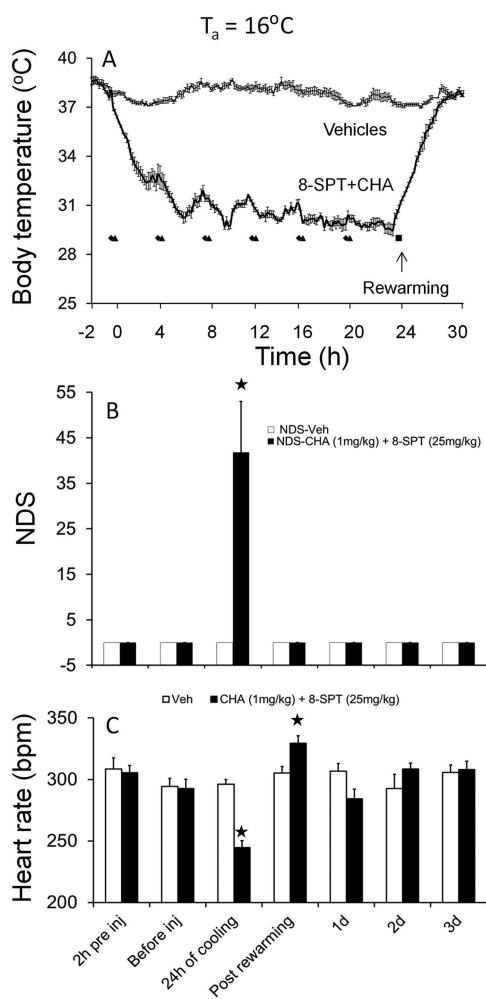 Tₐ = 16⁰C
A
Body temperature (⁰C)
40
37
34
31
28
25
Vehicles
8-SPT+CHA
Rewarming
-2 0 4 8 12 16 20 24 30
Time (h)
B
NDS
55
45
35
25
15
5
-5
NDS-Veh
NDS-CHA (1mg/kg) + 8-SPT (25mg/kg)
Veh
CHA (1mg/kg) + 8-SPT (25mg/kg)
C
Heart rate (bpm)
350
300
250
200
2h pre inj
Before inj
24h of cooling
Post rewarming
1d
2d
3d